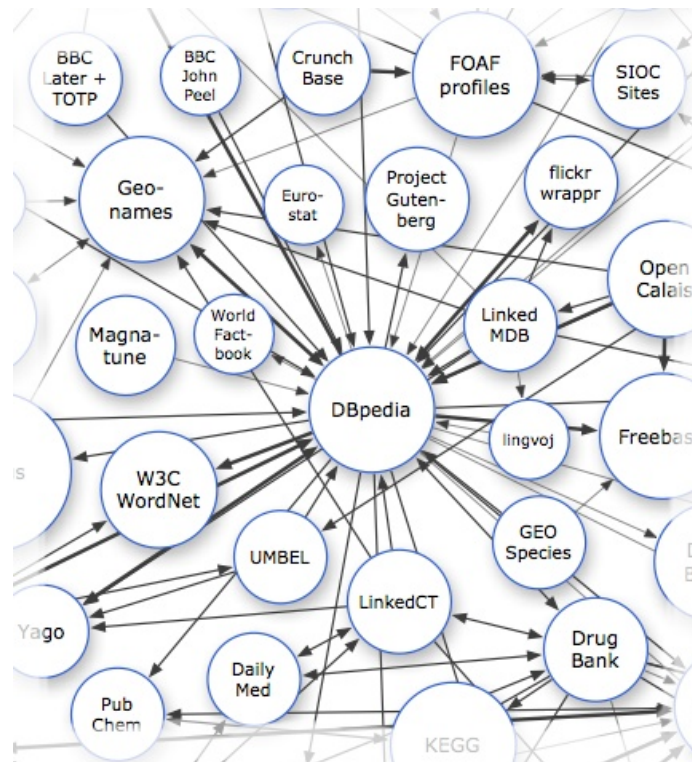 BBC
Later +
TOTP
BBC
John
Peel
Crunch
Base
FOAF
profiles
SIOC
Sites
Geo-
names
Euro-
stat
Project
Guten-
berg
flickr
wrappr
Open
Calais
Magna-
tune
World
Fact-
book
Linked
MDB
DBpedia
lingvoj
Freebas
s
W3C
WordNet
UMBEL
GEO
Species
LinkedCT
Yago
Drug
Bank
Daily
Med
Pub
Chem
KEGG